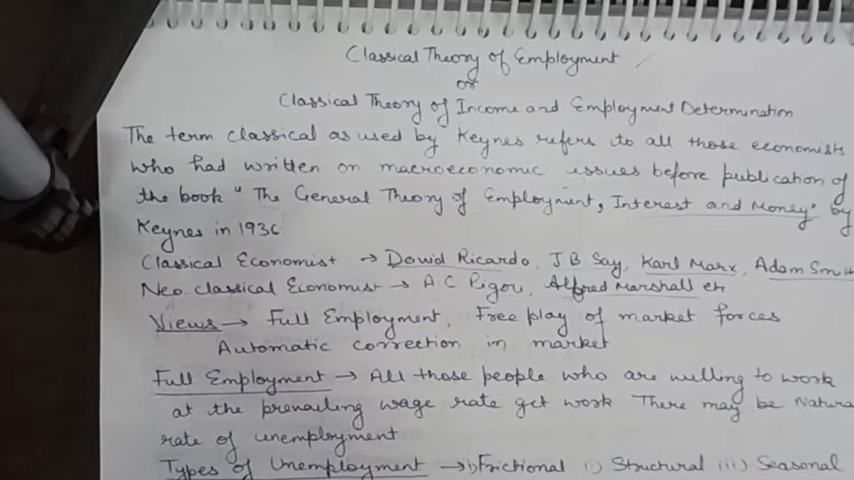 Classical Theory of Employment
or
Classical Theory of Income and Employment Determination
The term classical as used by Keynes refers to all those economists
who had written on macroeconomic issues before publication of
the book "The General Theory of Employment, Interest and Money" by
Keynes in 1936
Classical Economist → David Ricardo, J B Say, Karl Marx, Adam Smith
Neo classical Economist → A C Pigou, Alfred Marshall etc
Views → Full Employment, Free play of market forces
Automatic correction in market
Full Employment → All those people who are willing to work
at the prevailing wage rate get work There may be Natura
rate of unemployment
Types of Unemployment → i) Frictional ii) Structural iii) Seasonal